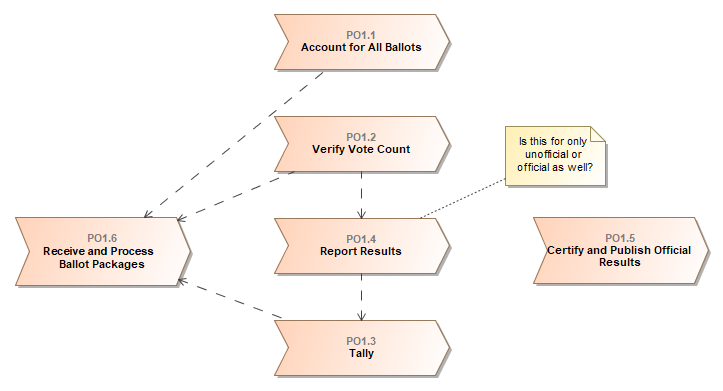 PO1.1
Account for All Ballots
PO1.2
Verify Vote Count
Is this for only
unofficial or
official as well?
PO1.6
Receive and Process
Ballot Packages
PO1.4
Report Results
PO1.5
Certify and Publish Official
Results
PO1.3
Tally